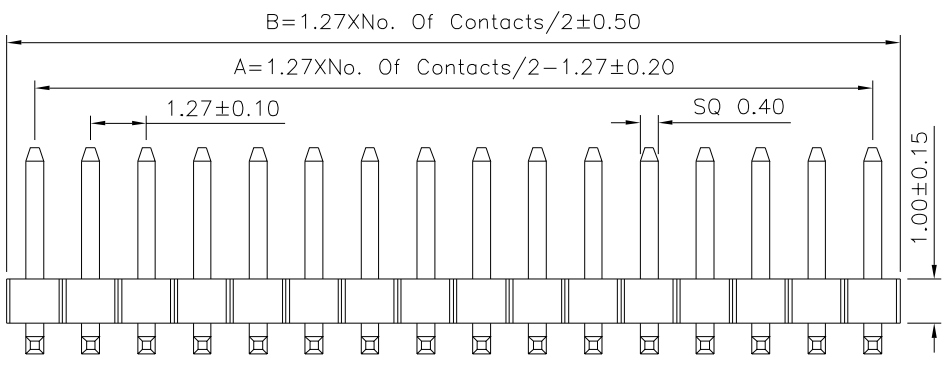 B=1.27XNo. Of Contacts/2±0.50
A=1.27XNo. Of Contacts/2-1.27±0.20
1.27±0.10
SQ 0.40
1.00±0.15